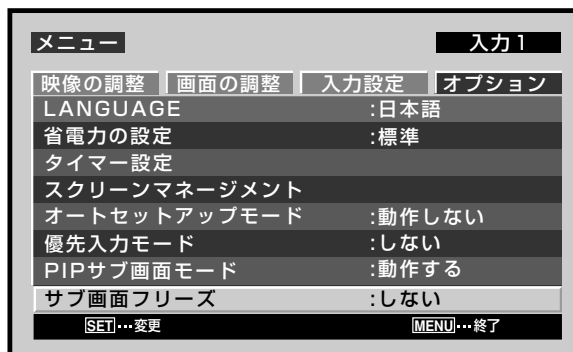 メニュー 入力1
映像の調整 画面の調整 入力設定 オプション
LANGUAGE :日本語
省電力の設定 :標準
タイマー設定
スクリーンマネージメント
オートセットアップモード :動作しない
優先入力モード :しない
PIPサブ画面モード :動作する
サブ画面フリーズ :しない
SET…変更 MENU…終了